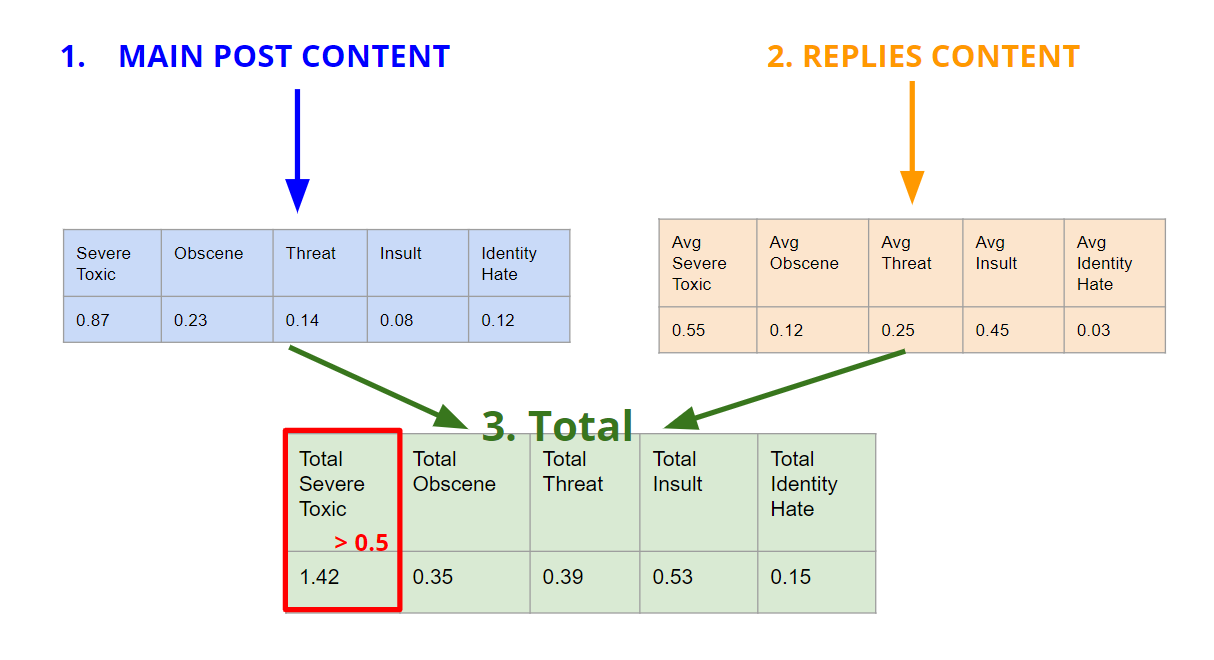 1. MAIN POST CONTENT
2. REPLIES CONTENT
Severe Toxic
Obscene
Threat
Insult
Identity Hate
0.87
0.23
0.14
0.08
0.12
Avg Severe Toxic
Avg Obscene
Avg Threat
Avg Insult
Avg Identity Hate
0.55
0.12
0.25
0.45
0.03
3. Total
Total Severe Toxic
> 0.5
Total Obscene
Total Threat
Total Insult
Total Identity Hate
1.42
0.35
0.39
0.53
0.15